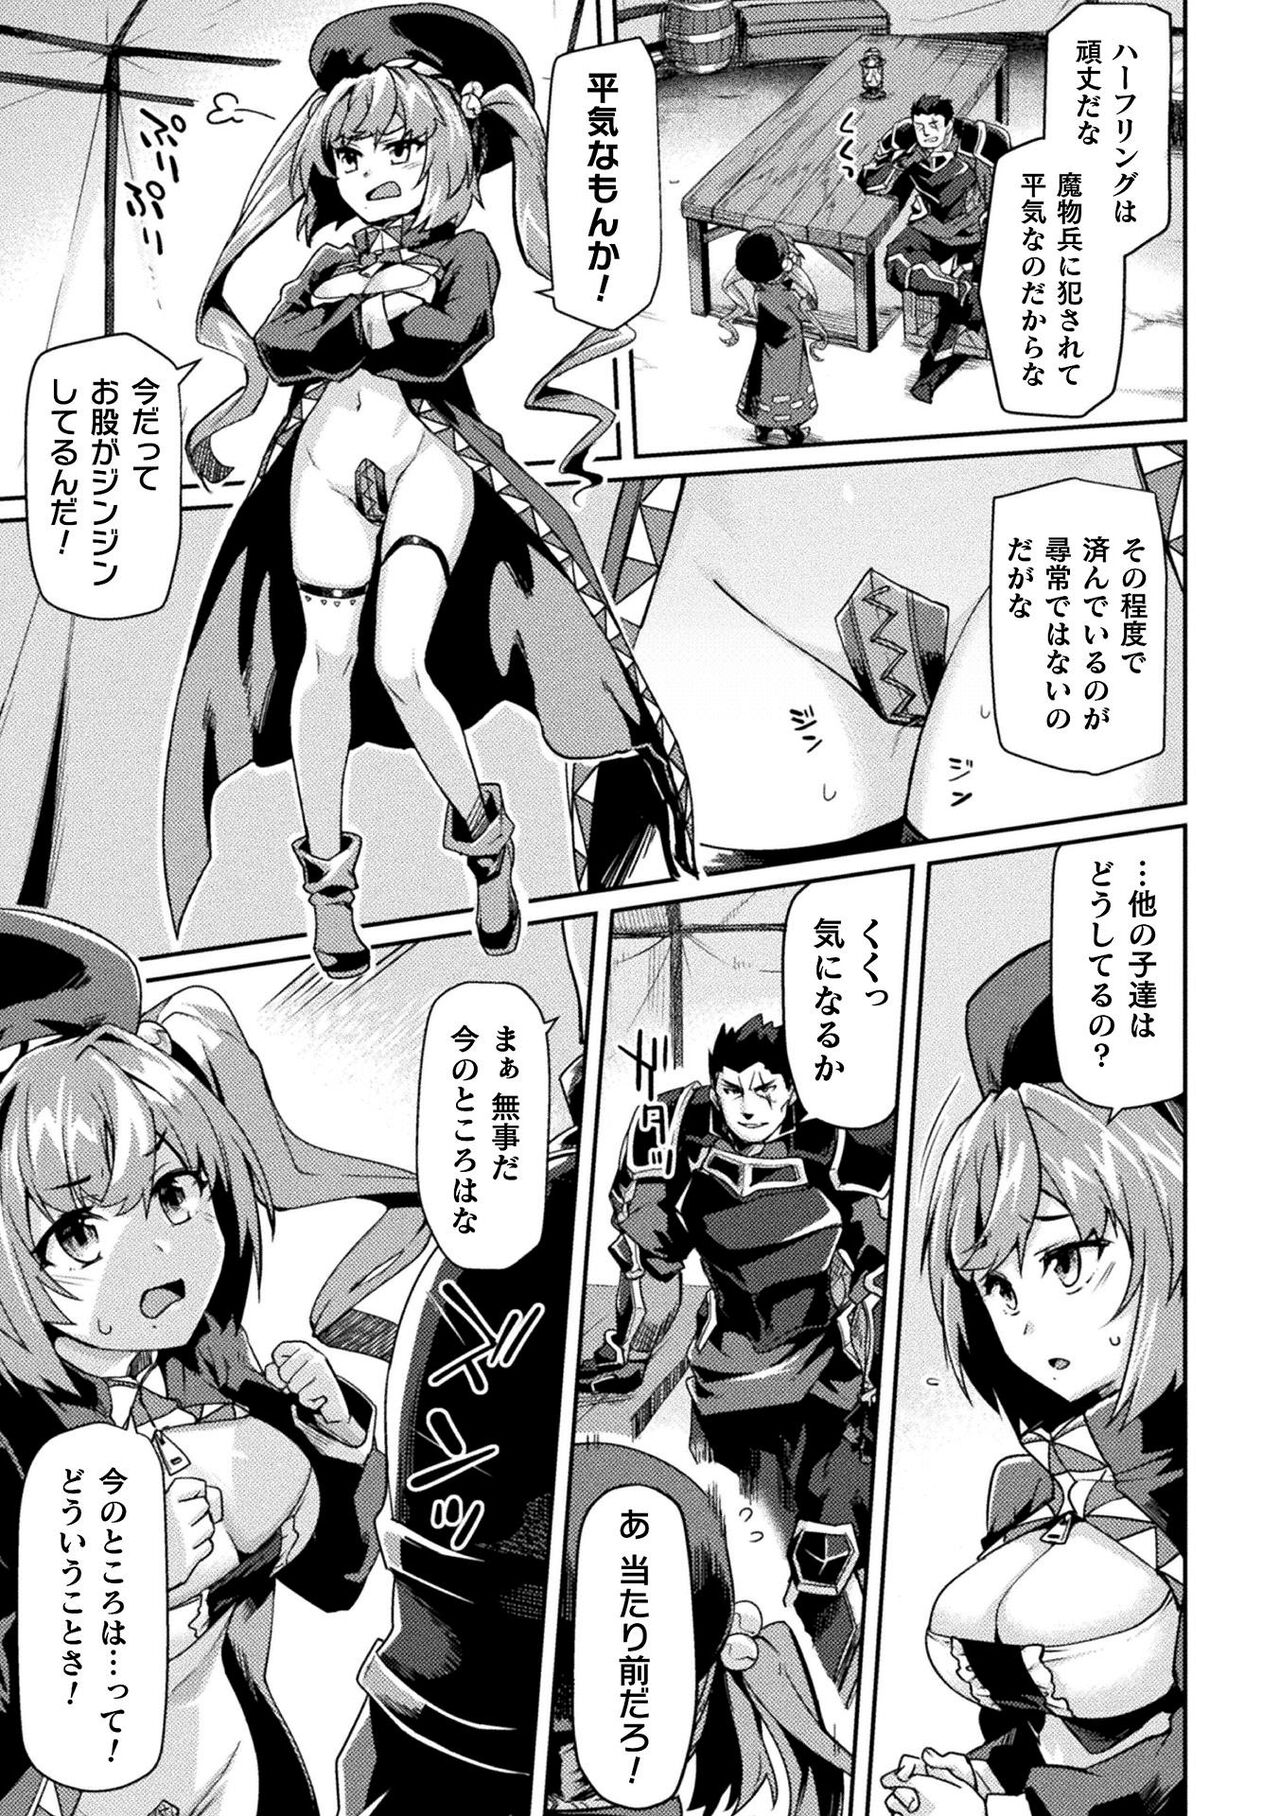 ハーフリングは
頑丈だな
魔物兵に犯されて
平気なのだからな
くくっ
平気なもんか!
ぷりぷり
今だって
お股がジンジン
してるんだ!
その程度で
済んでいるのが
尋常ではないの
だがな
ジン
ジン
…他の子達は
どうしてるの?
くくっ
気になるか
ギタ
あ 当たり前だろ!
まぁ 無事だ
今のところはな
ズンッ
今のところは…って!
どういうことさ!